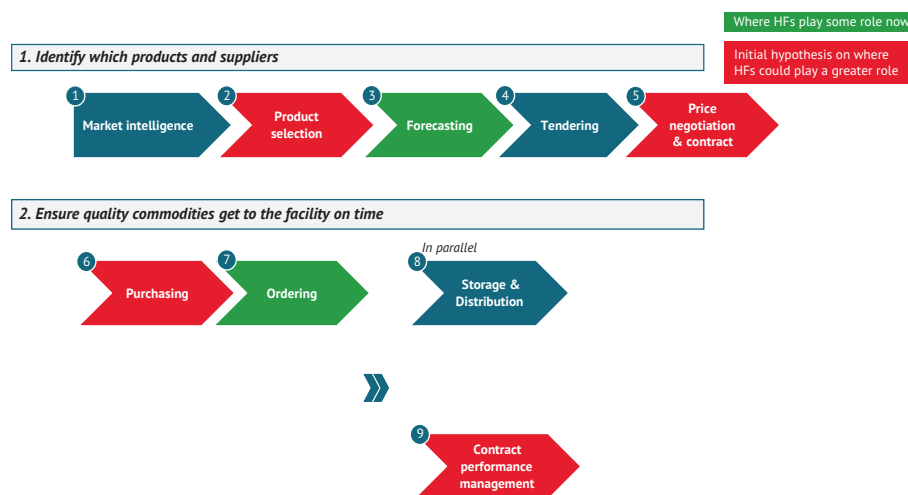 Where HFs play some role now
Initial hypothesis on where
HFs could play a greater role
1. Identify which products and suppliers
1
Market intelligence
2
Product
selection
3
Forecasting
4
Tendering
5
Price
negotiation
& contract
2. Ensure quality commodities get to the facility on time
6
Purchasing
7
Ordering
In parallel
8
Storage &
Distribution
9
Contract
performance
management